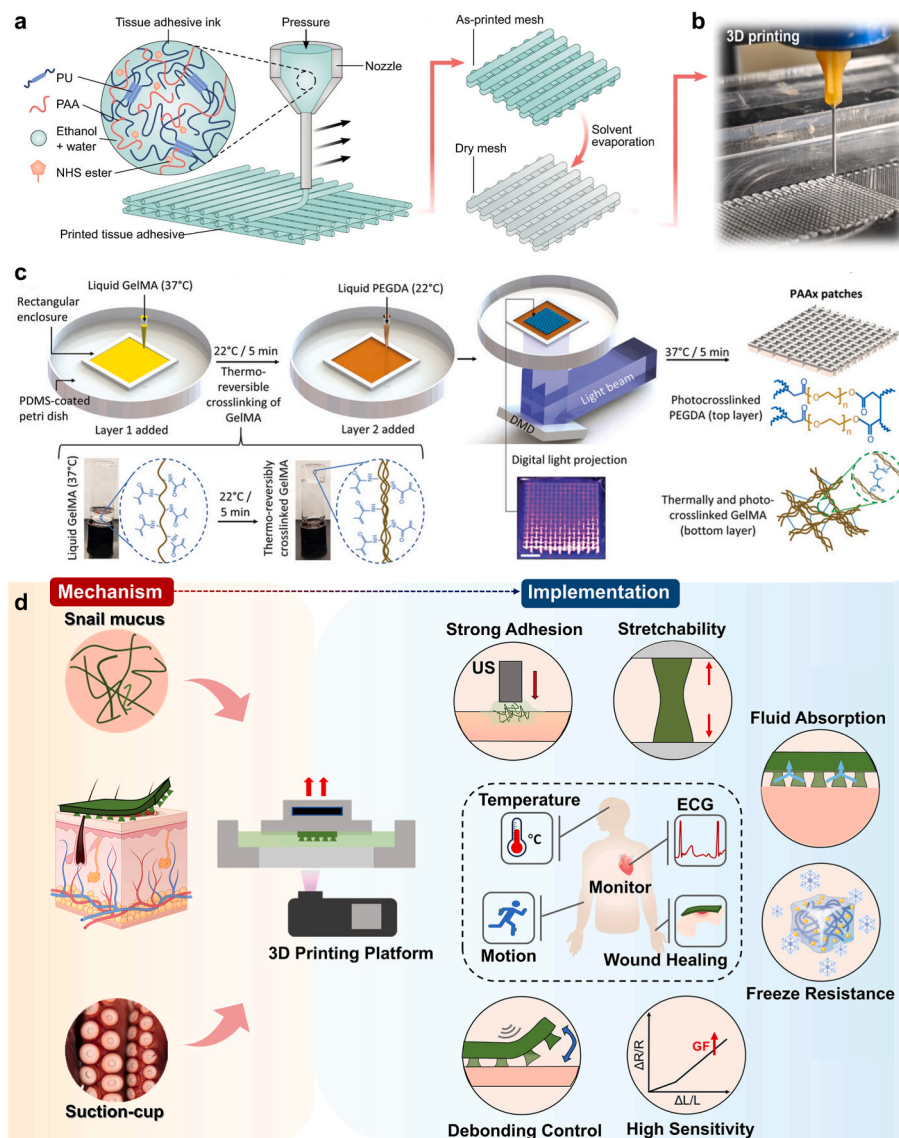 a
Tissue adhesive ink
Pressure
Nozzle
PU
PAA
Ethanol
+ water
NHS ester
Printed tissue adhesive
As-printed mesh
Solvent
evaporation
Dry mesh
b
3D printing
c
Liquid GelMA (37°C)
Rectangular
enclosure
PDMS-coated
petri dish
Layer 1 added
22°C / 5 min
Thermo-
reversible
crosslinking of
GelMA
Liquid PEGDA (22°C)
Layer 2 added
Light beam
DMD
Digital light projection
37°C / 5 min
PAAx patches
Photocrosslinked
PEGDA (top layer)
Thermally and photo-
crosslinked GelMA
(bottom layer)
Liquid GelMA (37°C)
22°C /
5 min
Thermo-reversibly
crosslinked GelMA
d
Mechanism
Implementation
Snail mucus
Suction-cup
3D Printing Platform
Strong Adhesion
US
Stretchability
Fluid Absorption
Temperature
°C
ECG
Monitor
Motion
Wound Healing
Freeze Resistance
Debonding Control
ΔR/R
GF
ΔL/L
High Sensitivity